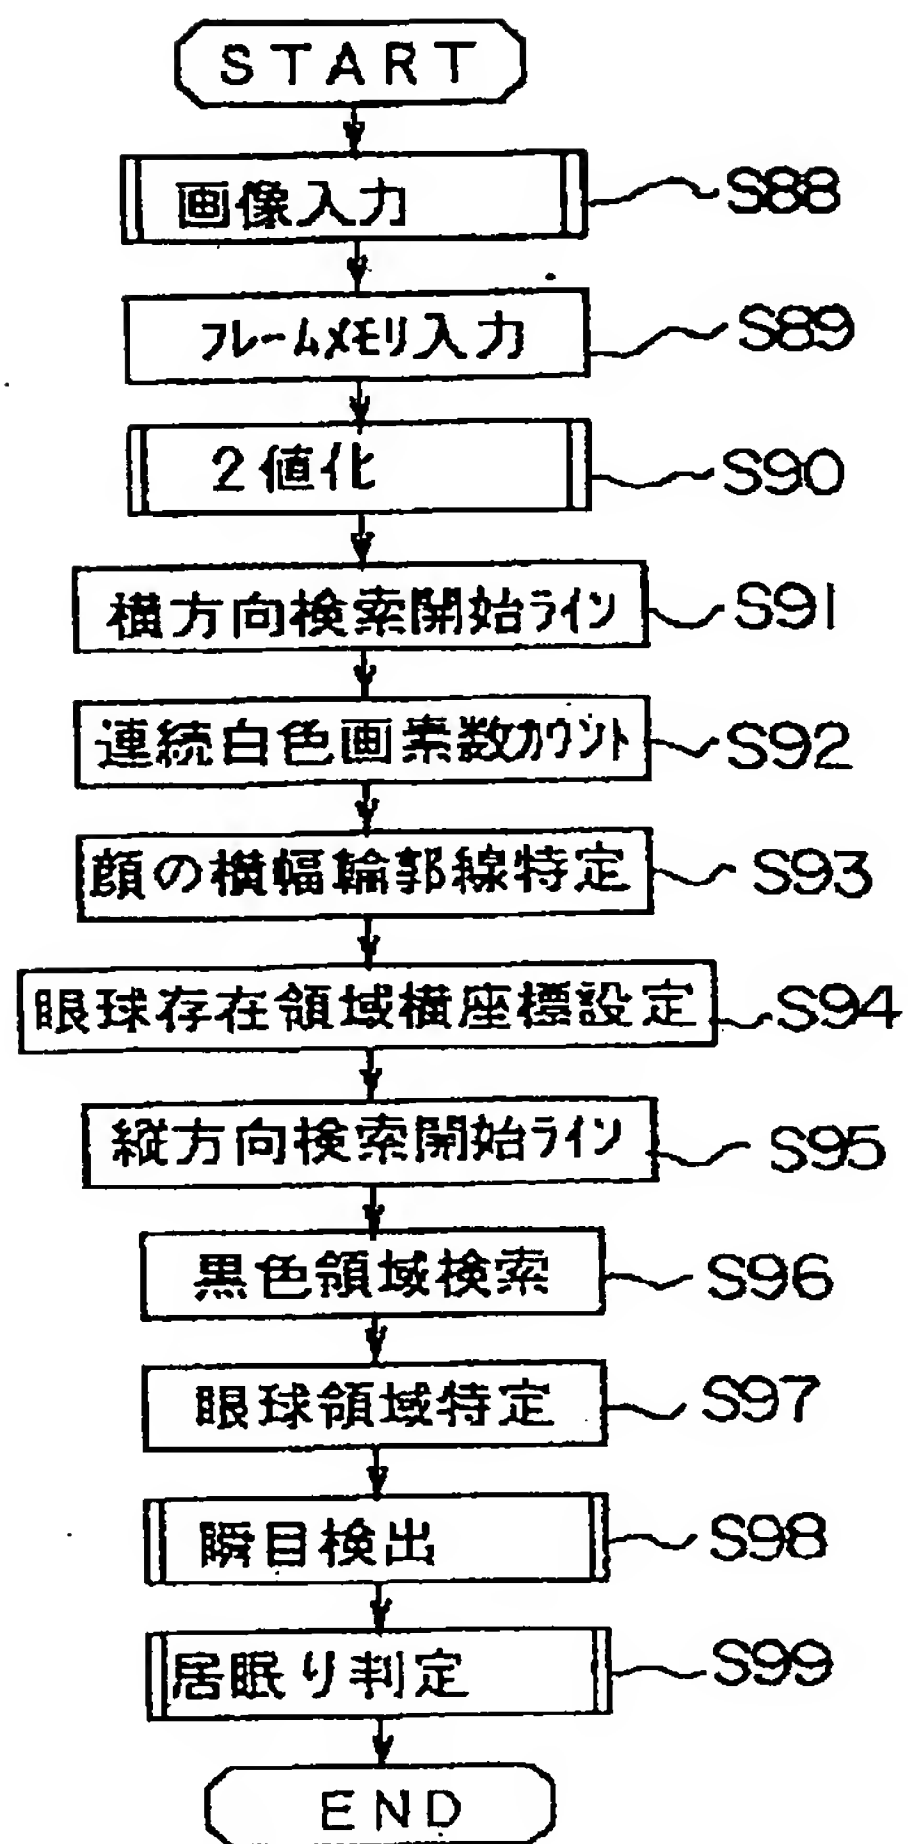 START
画像入力 S88
フレームメモリ入力 S89
2値化 S90
横方向検索開始ライン S91
連続白色画素数カウント S92
顔の横幅輪郭線特定 S93
眼球存在領域横座標設定 S94
縦方向検索開始ライン S95
黒色領域検索 S96
眼球領域特定 S97
瞬目検出 S98
居眠り判定 S99
END